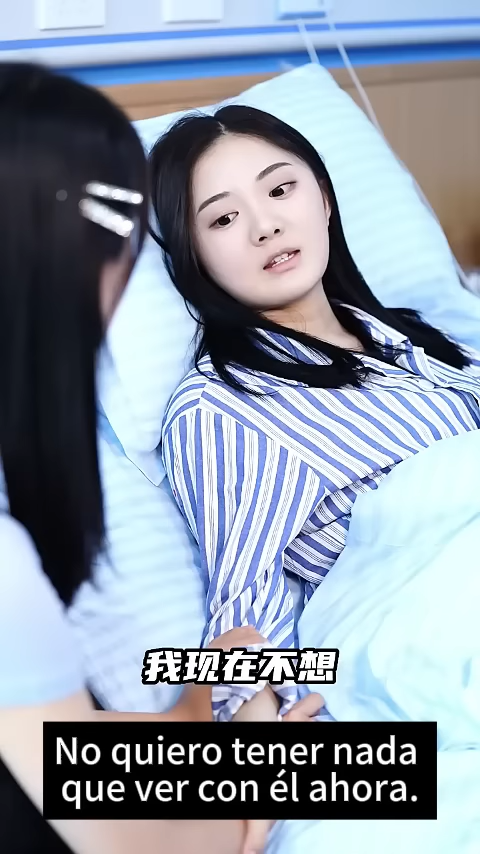 我现在不想
No quiero tener nada
que ver con él ahora.